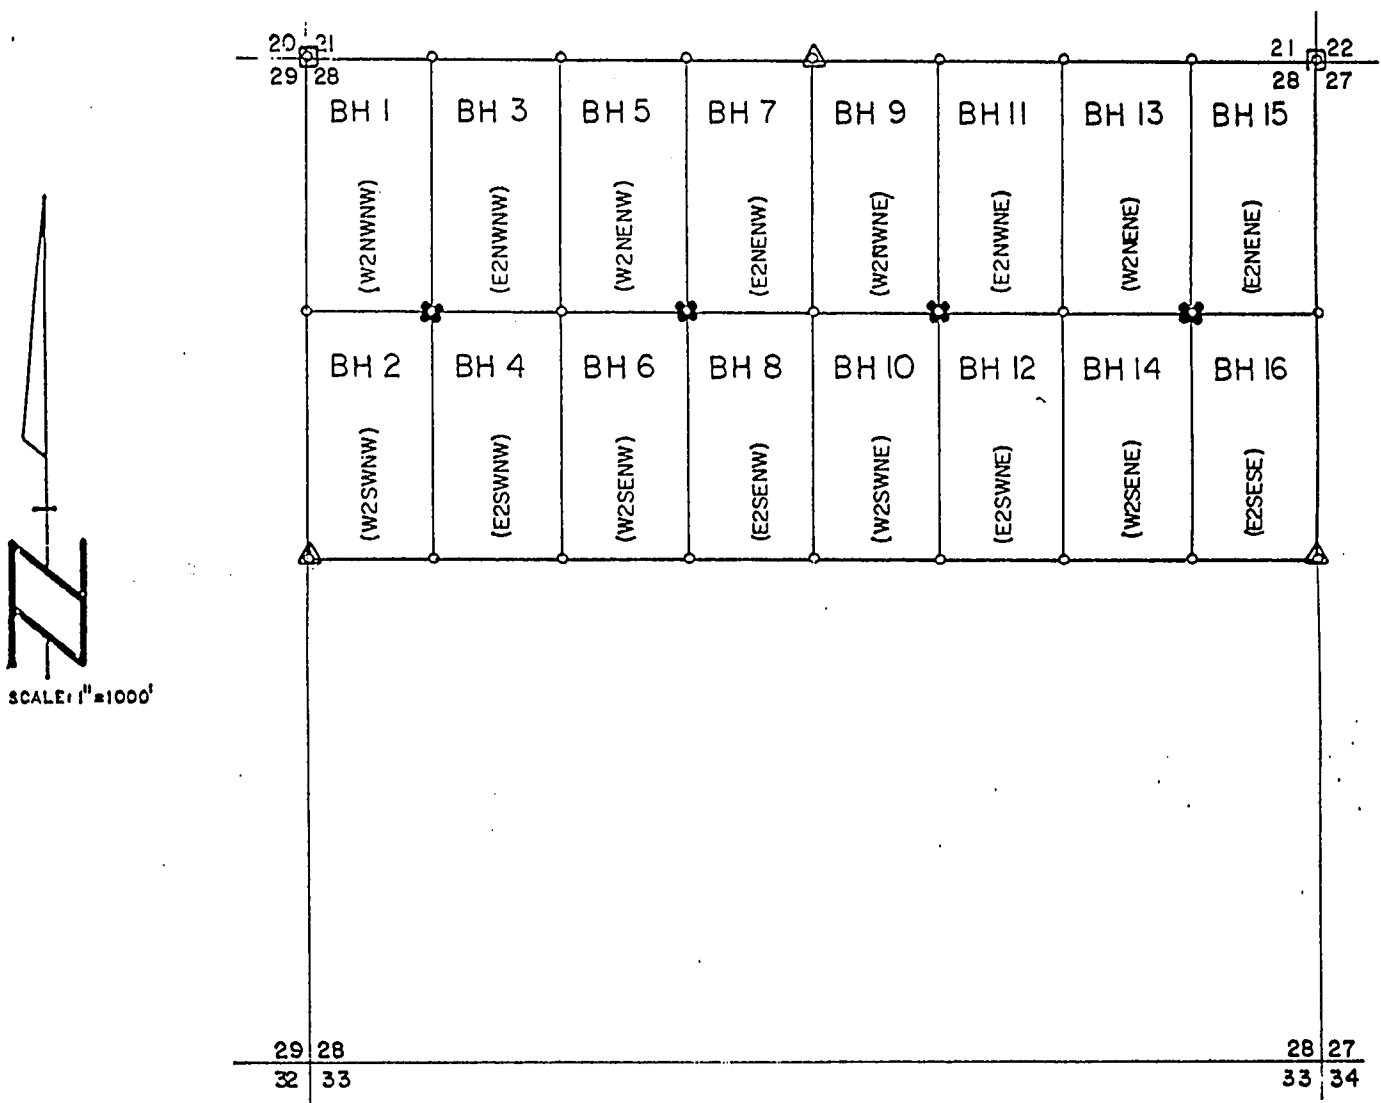 20 21 21 22
29 28 28 27
BH 1 BH 3 BH 5 BH 7 BH 9 BH 11 BH 13 BH 15
(W2NWNW) (E2NWNW) (W2NENW) (E2NENW) (W2NWNE) (E2NWNE) (W2NENE) (E2NENE)
BH 2 BH 4 BH 6 BH 8 BH 10 BH 12 BH 14 BH 16
(W2SWNW) (E2SWNW) (W2SENW) (E2SENW) (W2SWNE) (E2SWNE) (W2SENE) (E2SESE)
N
SCALE: 1"=1000'
29 28 28 27
32 33 33 34